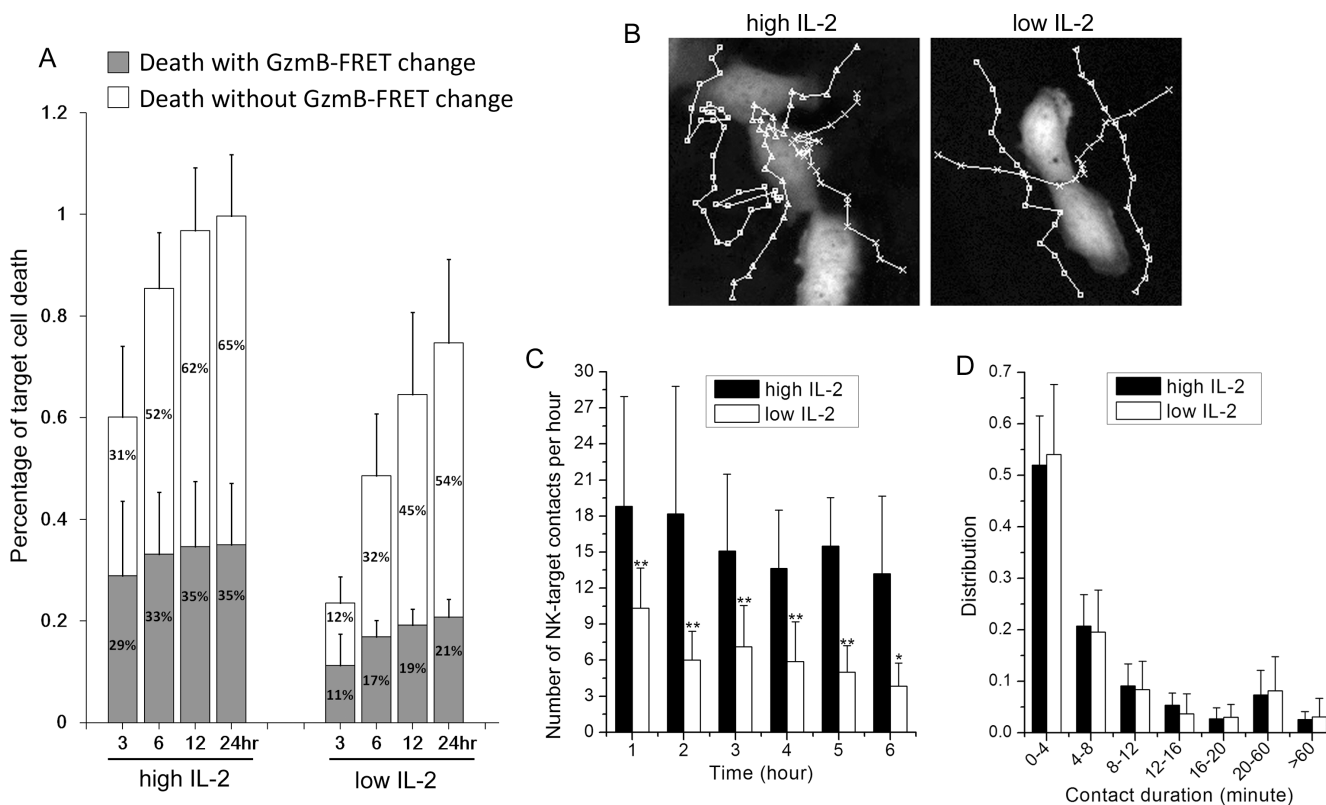 A
Death with GzmB-FRET change
Death without GzmB-FRET change
Percentage of target cell death
1.2
1
0.8
0.6
0.4
0.2
0
31%
29%
52%
33%
62%
35%
65%
35%
12%
11%
32%
17%
45%
19%
54%
21%
3 6 12 24hr 3 6 12 24hr
high IL-2 low IL-2
B
high IL-2 low IL-2
C
Number of NK-target contacts per hour
30
27
24
21
18
15
12
9
6
3
0
high IL-2
low IL-2
** ** ** ** ** *
1 2 3 4 5 6
Time (hour)
D
Distribution
0.7
0.6
0.5
0.4
0.3
0.2
0.1
0.0
high IL-2
low IL-2
0-4 4-8 8-12 12-16 16-20 20-60 >60
Contact duration (minute)